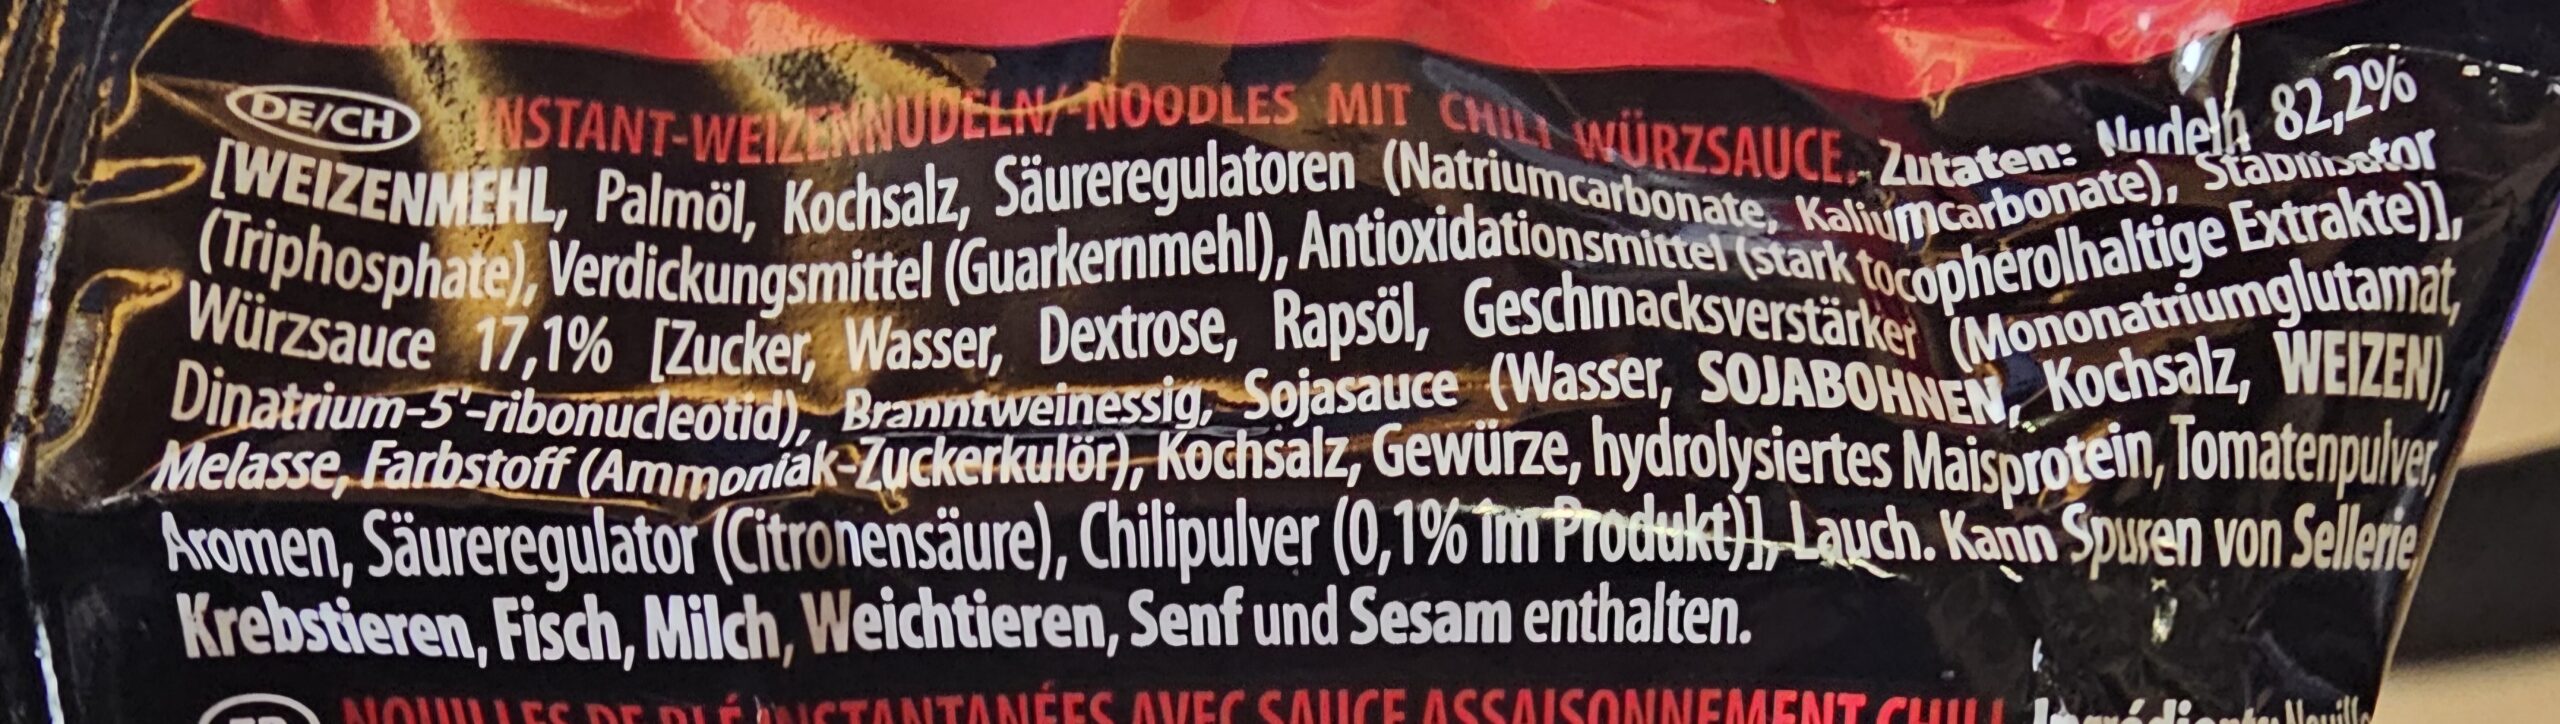 DE/CH INSTANT-WEIZENNUDELN/-NOODLES MIT CHILI WÜRZSAUCE. Zutaten: Nudeln 82,2%
[WEIZENMEHL, Palmöl, Kochsalz, Säureregulatoren (Natriumcarbonate, Kaliumcarbonate), Stabilisator
(Triphosphate), Verdickungsmittel (Guarkernmehl), Antioxidationsmittel (stark tocopherolhaltige Extrakte)],
Würzsauce 17,1% [Zucker, Wasser, Dextrose, Rapsöl, Geschmacksverstärker (Mononatriumglutamat,
Dinatrium-5'-ribonucleotid), Branntweinessig, Sojasauce (Wasser, SOJABOHNEN, Kochsalz, WEIZEN),
Melasse, Farbstoff (Ammoniak-Zuckerkulör), Kochsalz, Gewürze, hydrolysiertes Maisprotein, Tomatenpulver,
Aromen, Säureregulator (Citronensäure), Chilipulver (0,1% im Produkt)], Lauch. Kann Spuren von Sellerie,
Krebstieren, Fisch, Milch, Weichtieren, Senf und Sesam enthalten.
FR NOUILLES DE BLÉ INSTANTANÉES AVEC SAUCE ASSAISONNEMENT CHILI